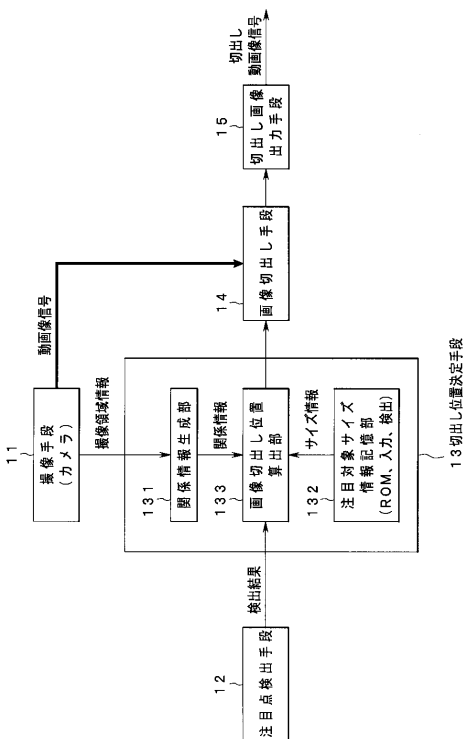 11
撮像手段
(カメラ)
動画像信号
撮像領域情報
131
関係情報生成部
関係情報
12
注目点検出手段
検出結果
133
画像切出し位置
算出部
サイズ情報
132
注目対象サイズ
情報記憶部
(ROM、入力、検出)
13切出し位置決定手段
14
画像切出し手段
15
切出し画像
出力手段
切出し
動画像信号